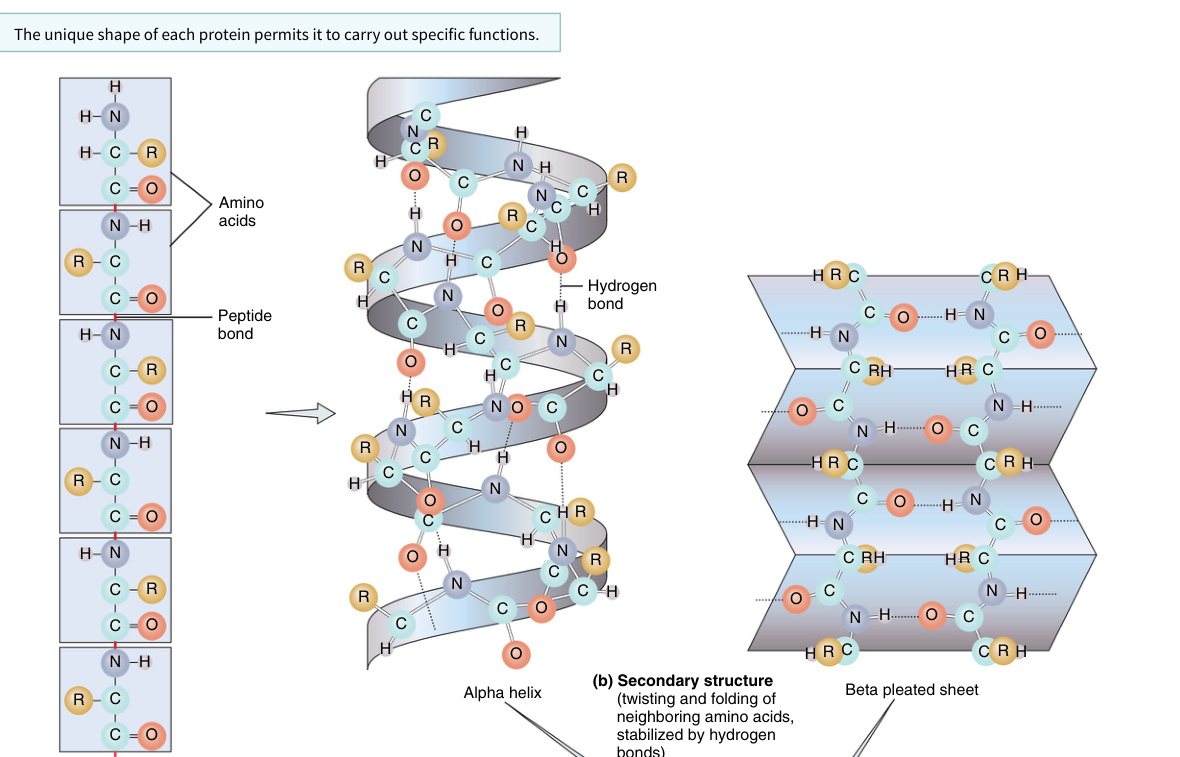 The unique shape of each protein permits it to carry out specific functions.
H
H N
H C R
C O
N H
R C
C O
H N
C R
C O
N H
R C
C O
H N
C R
C O
N H
R C
C O
Amino
acids
Peptide
bond
C
N
C R
H
O
C
N
H
H
N
C
C
R
H
R
C
H
O
O
H
N
H
C
R
C
H
N
C
O
O
R
C
H
C
H
N
R
C
H
Hydrogen
bond
H
H
N
R
C
H
N O C
O
R
C
H
C
O
C
H
N
C
H
H R
N
R
C
C
H
O
H
N
R
C
H
C
O
O
H R C
C R H
C O H N
H N
C O
C R H
H R C
O C
N H
N H O C
H R C
C R H
C O H N
H N
C O
C R H
H R C
O C
N H
N H O C
H R C
C R H
Alpha helix
(b) Secondary structure
(twisting and folding of
neighboring amino acids,
stabilized by hydrogen
bonds)
Beta pleated sheet